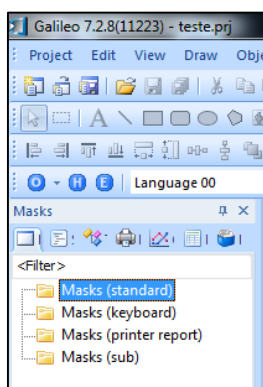 Galileo 7.2.8(11223) - teste.prj
Project Edit View Draw Obje
A
O H E Language 00
Masks
<Filter>
Masks (standard)
Masks (keyboard)
Masks (printer report)
Masks (sub)